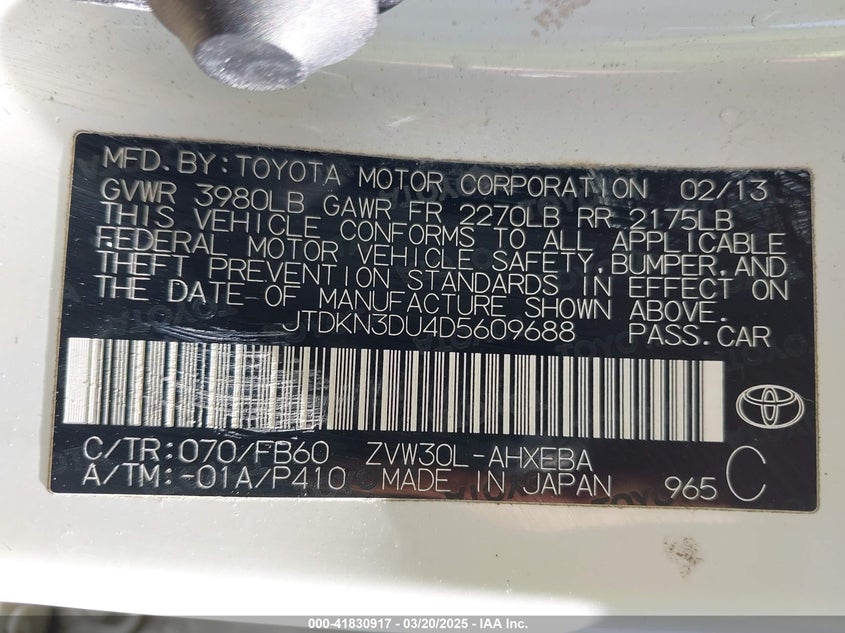 MFD. BY: TOYOTA MOTOR CORPORATION 02/13
GVWR 3980LB GAWR FR 2270LB RR 2175LB
THIS VEHICLE CONFORMS TO ALL APPLICABLE
FEDERAL MOTOR VEHICLE SAFETY, BUMPER, AND
THEFT PREVENTION STANDARDS IN EFFECT ON
THE DATE OF MANUFACTURE SHOWN ABOVE.
JTDKN3DU4D5609688 PASS. CAR
C/TR: 070/FB60 ZVW30L-AHXEBA
A/TM: -01A/P410 MADE IN JAPAN 965 C
000-41830917 - 03/20/2025 - IAA Inc.